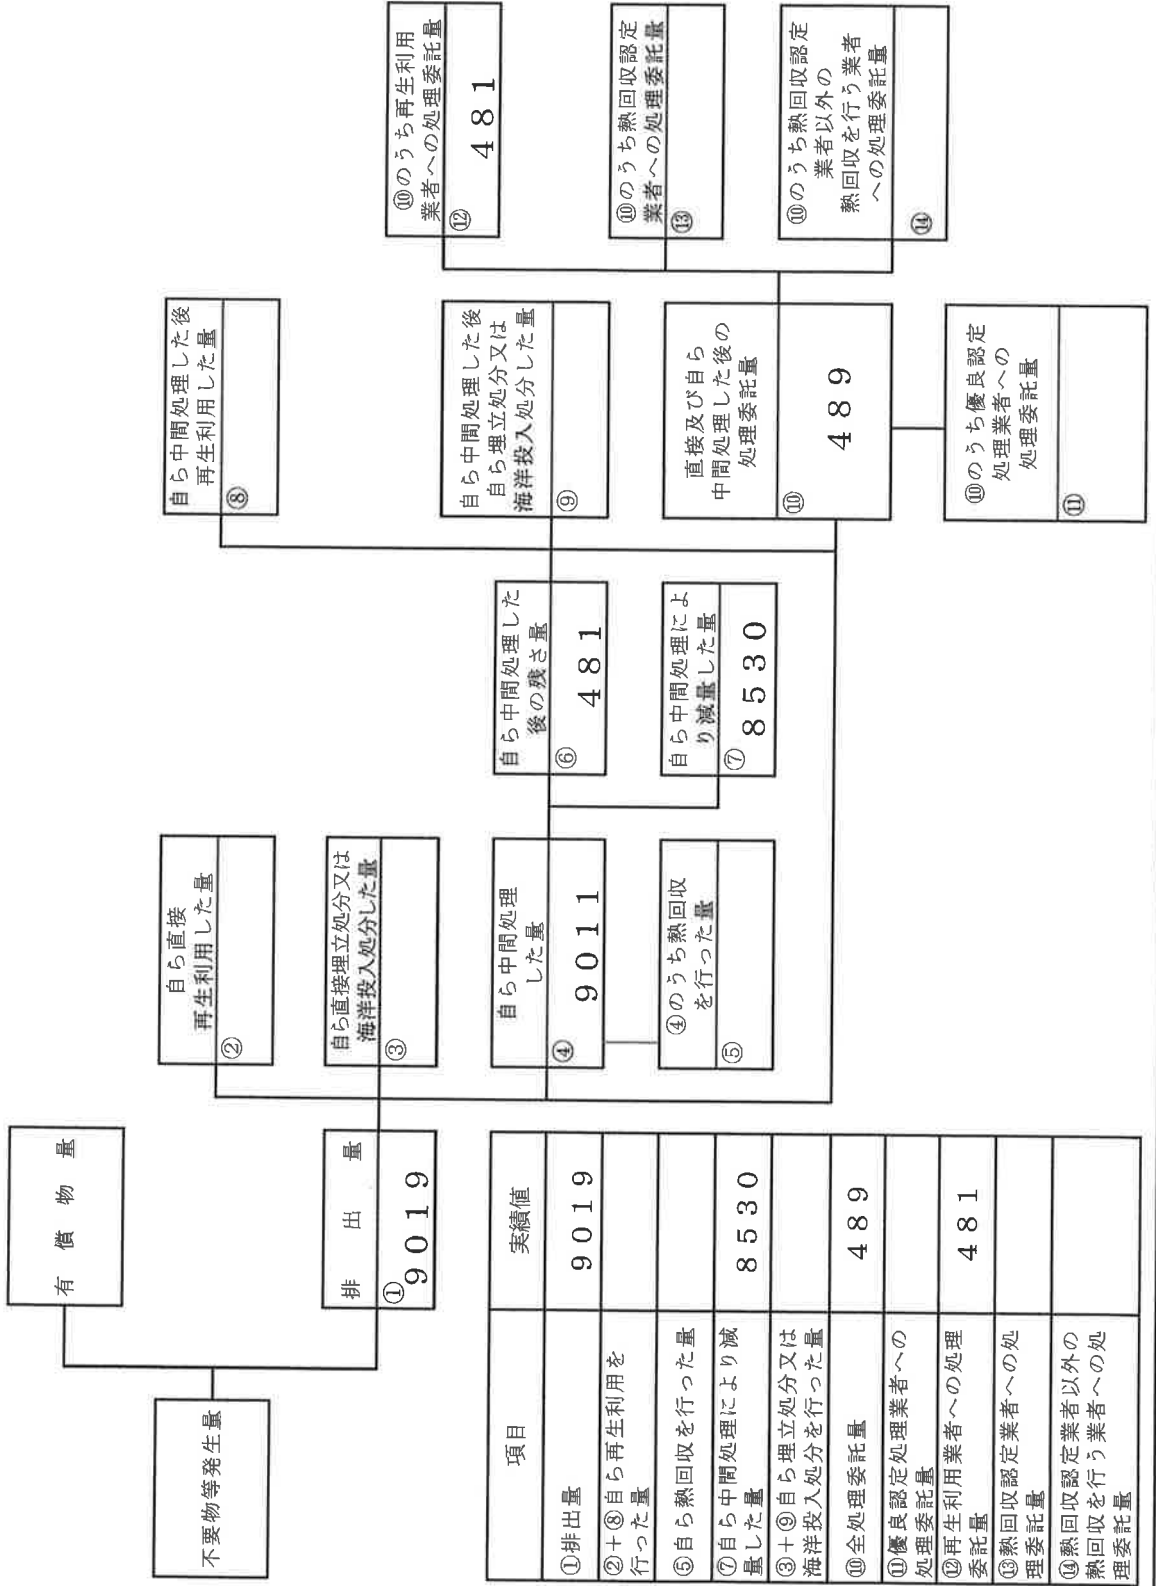 不要物等発生量
有償物量
排出量
①
9019
自ら直接
再生利用した量
②
自ら直接埋立処分又は
海洋投入処分した量
③
自ら中間処理
した量
④
9011
④のうち熱回収
を行った量
⑤
自ら中間処理した
後の残さ量
⑥
481
自ら中間処理によ
り減量した量
⑦
8530
自ら中間処理した後
再生利用した量
⑧
自ら中間処理した後
自ら埋立処分又は
海洋投入処分した量
⑨
直接及び自ら
中間処理した後の
処理委託量
⑩
489
⑩のうち優良認定
処理業者への
処理委託量
⑪
⑩のうち再生利用
業者への処理委託量
⑫
481
⑩のうち熱回収認定
業者への処理委託量
⑬
⑩のうち熱回収認定
業者以外の
熱回収を行う業者
への処理委託量
⑭
項目 実績値
①排出量 9019
②+⑧自ら再生利用を
行った量
⑤自ら熱回収を行った量
⑦自ら中間処理により減
量した量 8530
③+⑨自ら埋立処分又は
海洋投入処分を行った量
⑩全処理委託量 489
⑪優良認定処理業者への
処理委託量
⑫再生利用業者への処理
委託量 481
⑬熱回収認定業者への処
理委託量
⑭熱回収認定業者以外の
熱回収を行う業者への処
理委託量